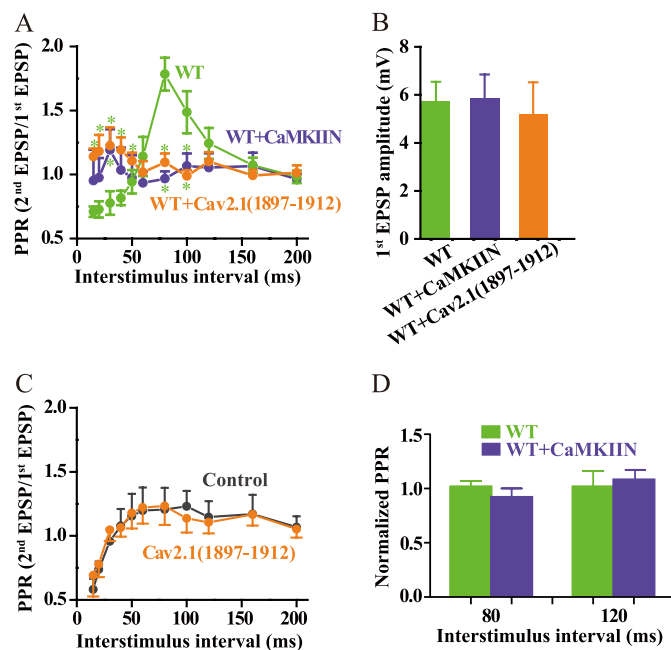 A
PPR (2nd EPSP/1st EPSP)
2.0
1.5
1.0
0.5
WT
WT+CaMKIIN
WT+Cav2.1(1897-1912)
* * * * *
* * *
0 50 100 150 200
Interstimulus interval (ms)
B
1st EPSP amplitude (mV)
8
6
4
2
0
WT
WT+CaMKIIN
WT+Cav2.1(1897-1912)
C
PPR (2nd EPSP/1st EPSP)
2.0
1.5
1.0
0.5
Control
Cav2.1(1897-1912)
0 50 100 150 200
Interstimulus interval (ms)
D
Normalized PPR
1.5
1.0
0.5
0.0
WT
WT+CaMKIIN
80 120
Interstimulus interval (ms)